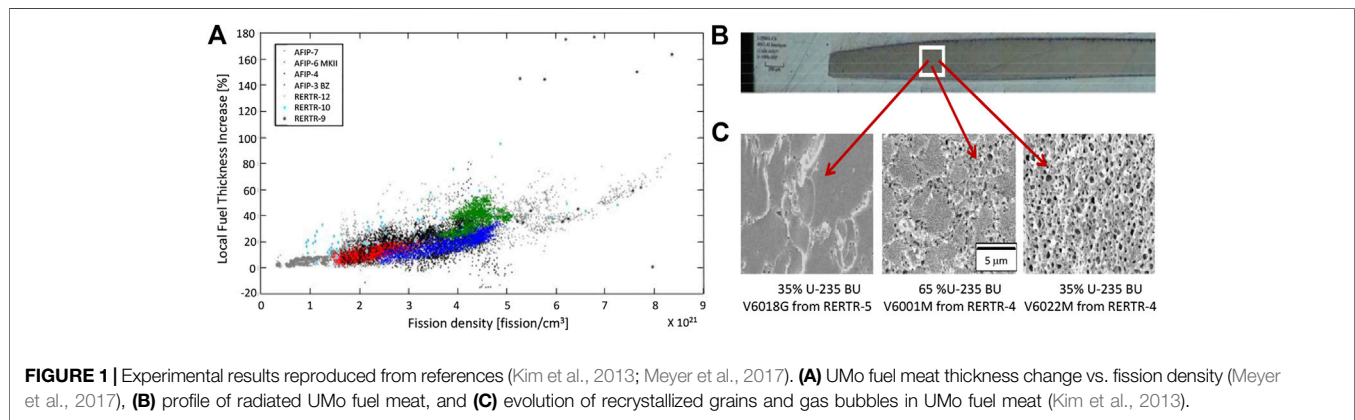 A
180
160
140
120
100
80
60
40
20
0
-20
Local Fuel Thickness Increase [%]
AFIP-7
AFIP-6 MKII
AFIP-4
AFIP-3 BZ
RERTR-12
RERTR-10
RERTR-9
0 1 2 3 4 5 6 7 8 9
Fission density [fission/cm³]
X 10²¹
B
C
5 μm
35% U-235 BU
V6018G from RERTR-5
65 %U-235 BU
V6001M from RERTR-4
35% U-235 BU
V6022M from RERTR-4
FIGURE 1 | Experimental results reproduced from references (Kim et al., 2013; Meyer et al., 2017). (A) UMo fuel meat thickness change vs. fission density (Meyer
et al., 2017), (B) profile of radiated UMo fuel meat, and (C) evolution of recrystallized grains and gas bubbles in UMo fuel meat (Kim et al., 2013).